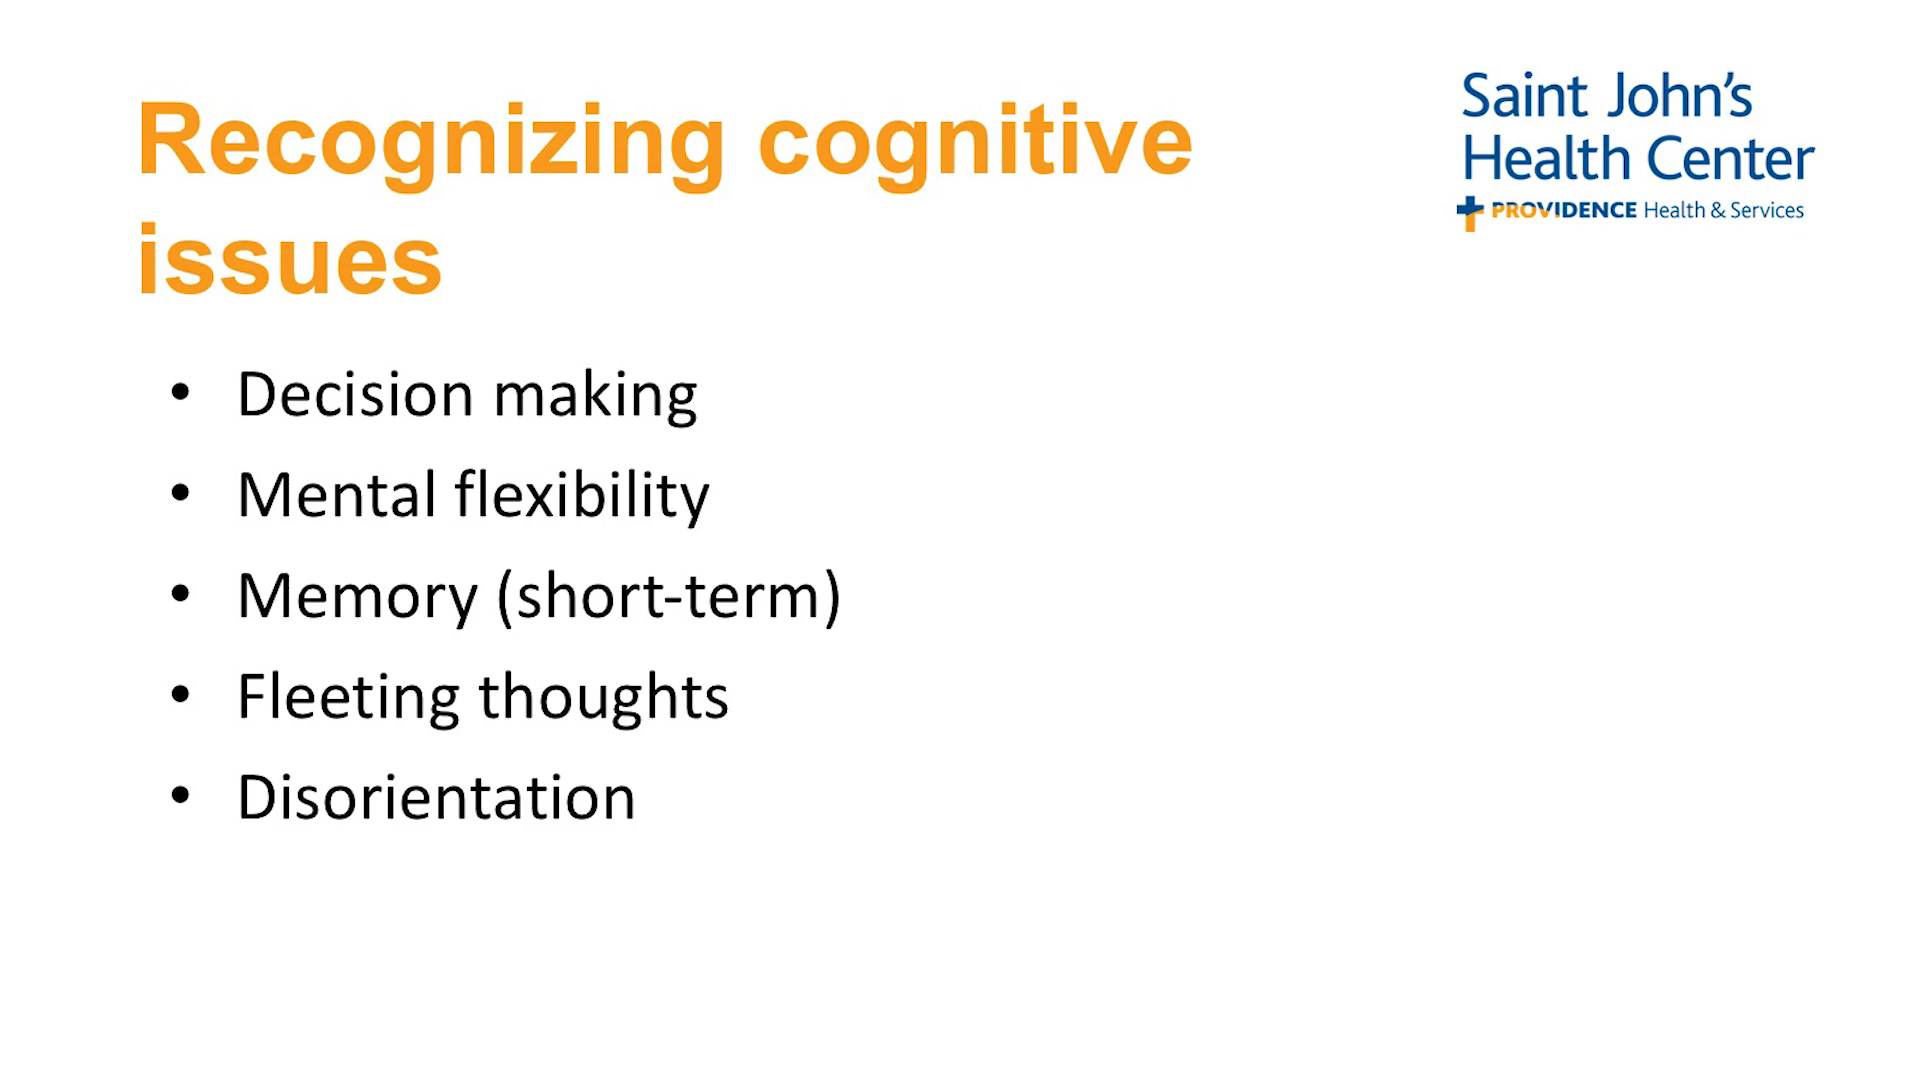 Recognizing cognitive
issues
Saint John's
Health Center
PROVIDENCE Health & Services
• Decision making
• Mental flexibility
• Memory (short-term)
• Fleeting thoughts
• Disorientation